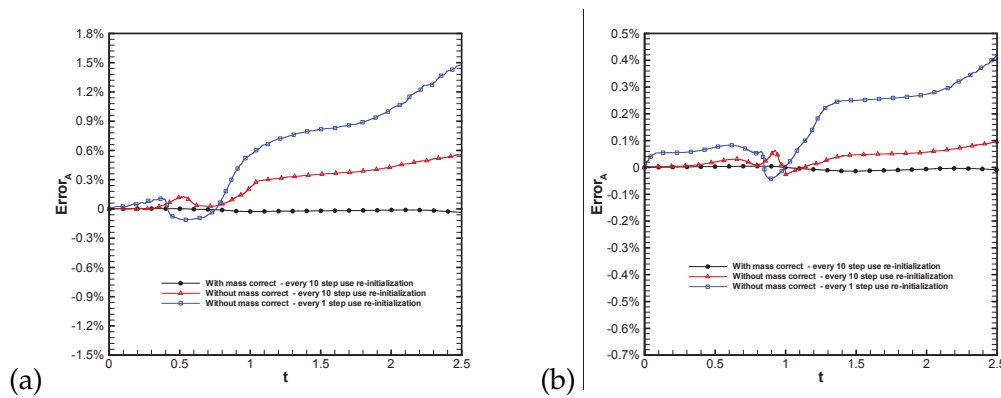 1.8%
1.5%
1.2%
0.9%
0.6%
0.3%
0
-0.3%
-0.6%
-0.9%
-1.2%
-1.5%
Error_A
With mass correct - every 10 step use re-initialization
Without mass correct - every 10 step use re-initialization
Without mass correct - every 1 step use re-initialization
0 0.5 1 1.5 2 2.5
t
(a)
0.5%
0.4%
0.3%
0.2%
0.1%
0
-0.1%
-0.2%
-0.3%
-0.4%
-0.5%
-0.6%
-0.7%
Error_A
With mass correct - every 10 step use re-initialization
Without mass correct - every 10 step use re-initialization
Without mass correct - every 1 step use re-initialization
0 0.5 1.0 1.5 2.0 2.5
t
(b)